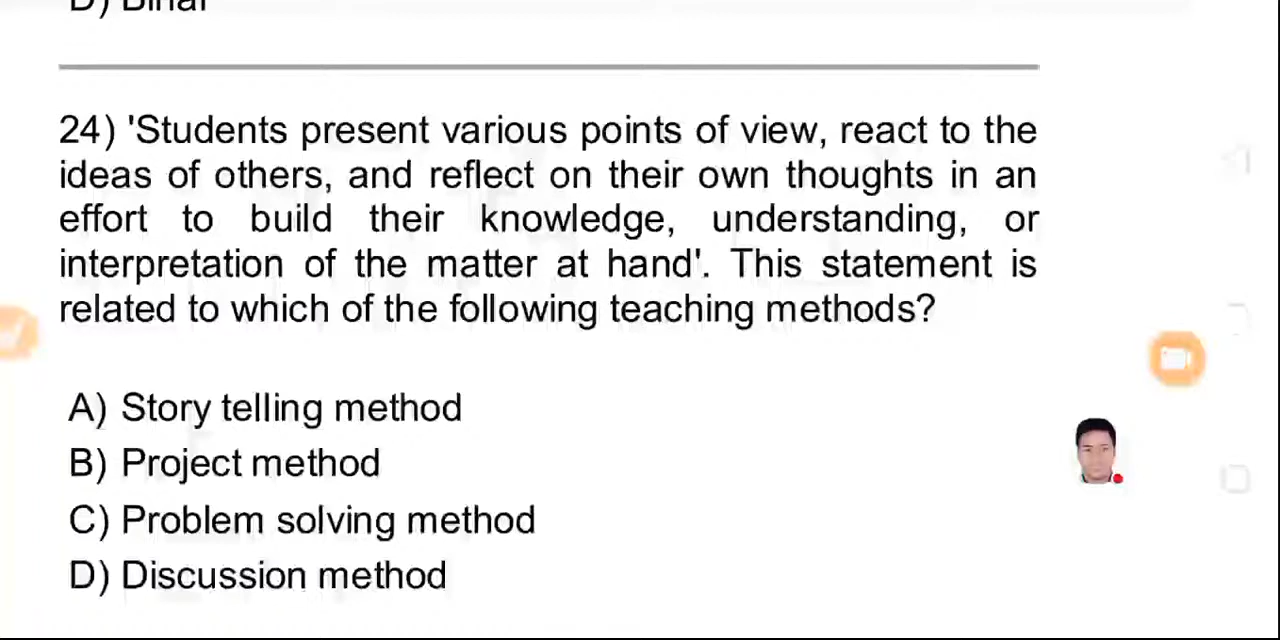 D) Bihar
24) 'Students present various points of view, react to the
ideas of others, and reflect on their own thoughts in an
effort to build their knowledge, understanding, or
interpretation of the matter at hand'. This statement is
related to which of the following teaching methods?
A) Story telling method
B) Project method
C) Problem solving method
D) Discussion method